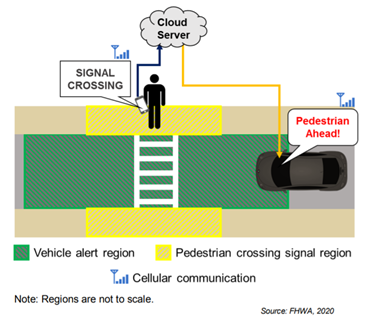 Cloud
Server
SIGNAL
CROSSING
Pedestrian
Ahead!
Vehicle alert region
Pedestrian crossing signal region
Cellular communication
Note: Regions are not to scale.
Source: FHWA, 2020